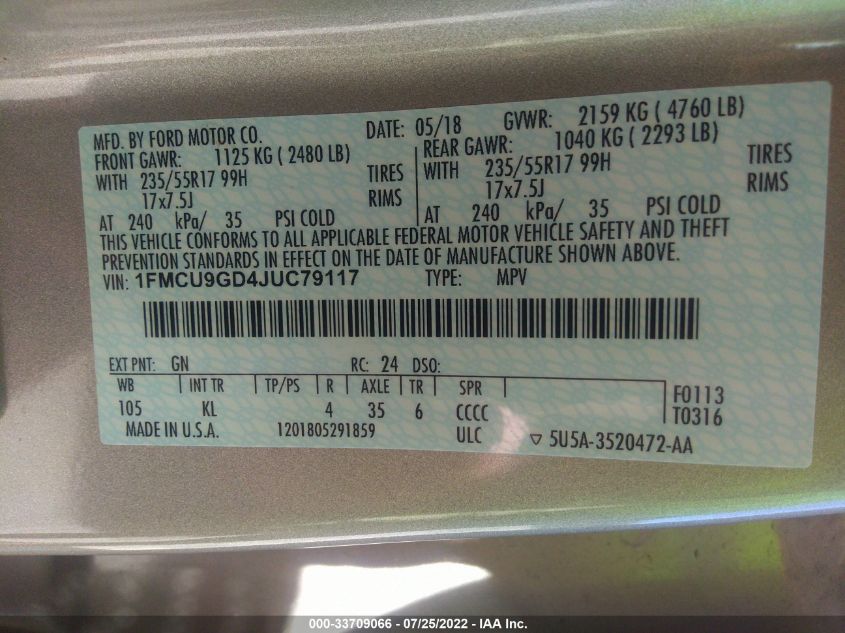 MFD. BY FORD MOTOR CO. DATE: 05/18 GVWR: 2159 KG ( 4760 LB)
FRONT GAWR: 1125 KG ( 2480 LB) REAR GAWR: 1040 KG ( 2293 LB)
WITH 235/55R17 99H TIRES WITH 235/55R17 99H TIRES
17x7.5J RIMS 17x7.5J RIMS
AT 240 kPa/ 35 PSI COLD AT 240 kPa/ 35 PSI COLD
THIS VEHICLE CONFORMS TO ALL APPLICABLE FEDERAL MOTOR VEHICLE SAFETY AND THEFT
PREVENTION STANDARDS IN EFFECT ON THE DATE OF MANUFACTURE SHOWN ABOVE.
VIN: 1FMCU9GD4JUC79117 TYPE: MPV
EXT PNT: GN RC: 24 DSO:
WB INT TR TP/PS R AXLE TR SPR F0113
105 KL 4 35 6 CCCC T0316
MADE IN U.S.A. 1201805291859 ULC ▽ 5U5A-3520472-AA
000-33709066 - 07/25/2022 - IAA Inc.